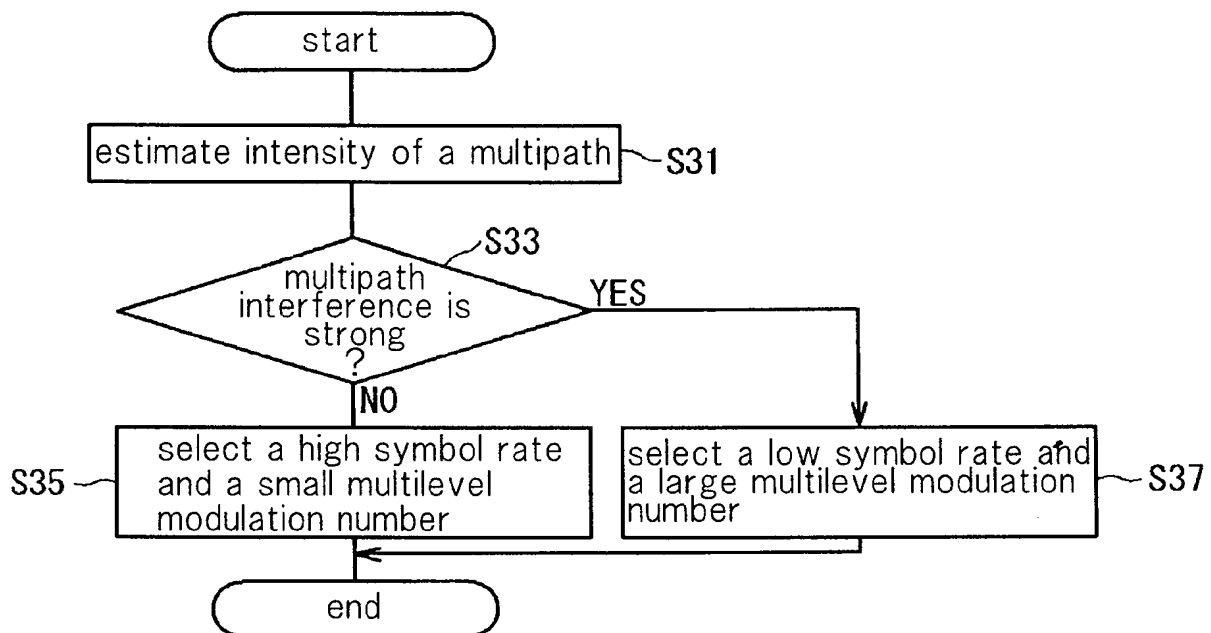 start
estimate intensity of a multipath
S31
S33
multipath
interference is
strong
?
YES
NO
select a high symbol rate
and a small multilevel
modulation number
S35
select a low symbol rate and
a large multilevel modulation
number
S37
end